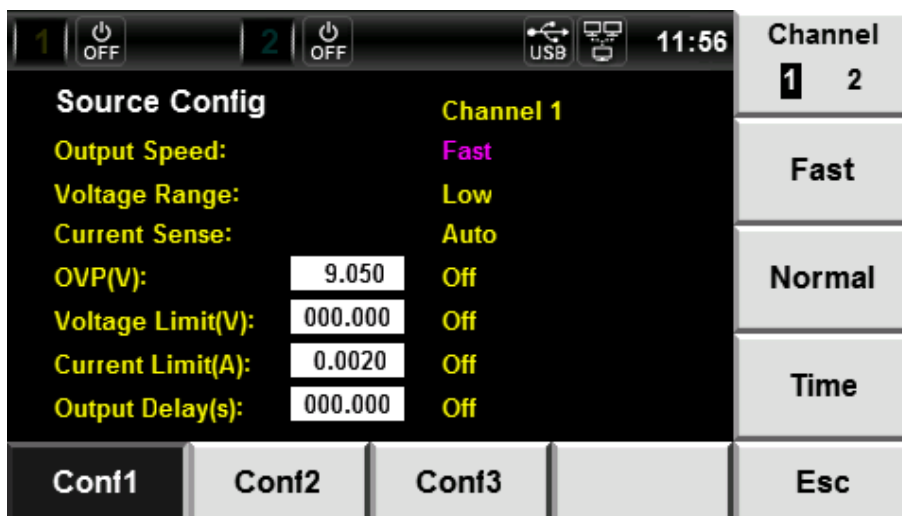 1 OFF 2 OFF USB 11:56
Channel
1 2
Source Config
Channel 1
Output Speed: Fast
Voltage Range: Low
Current Sense: Auto
OVP(V): 9.050 Off
Voltage Limit(V): 000.000 Off
Current Limit(A): 0.0020 Off
Output Delay(s): 000.000 Off
Fast
Normal
Time
Conf1 Conf2 Conf3 Esc